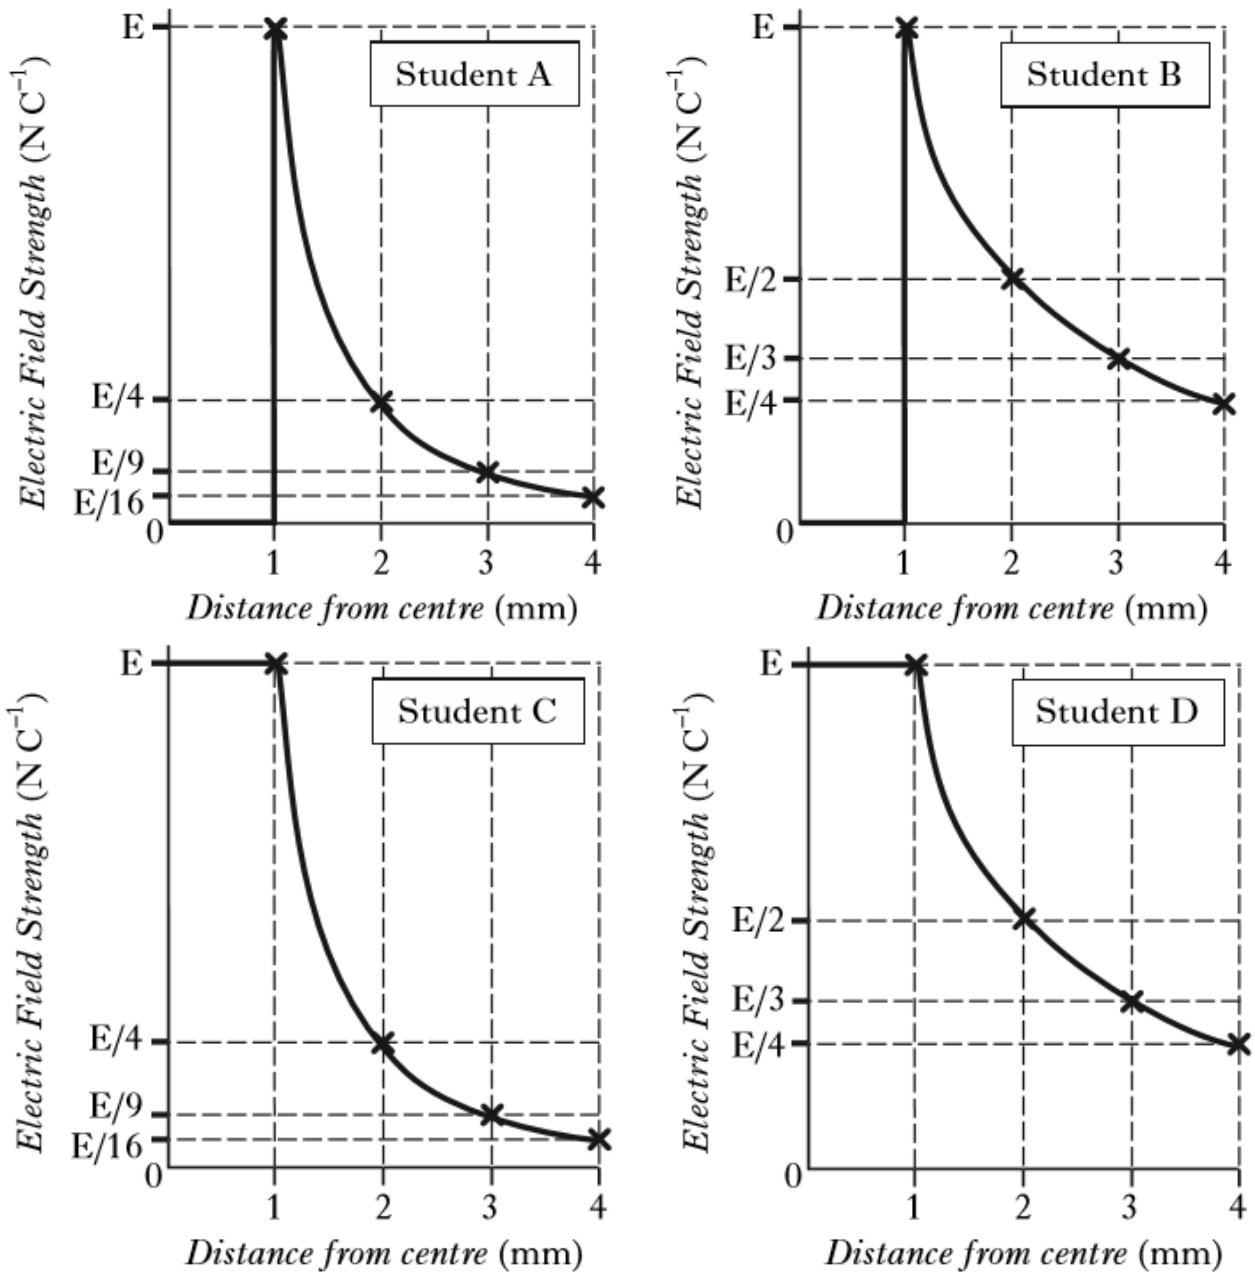 E
Student A
Electric Field Strength (N C⁻¹)
E/4
E/9
E/16
0
1 2 3 4
Distance from centre (mm)
E
Student B
Electric Field Strength (N C⁻¹)
E/2
E/3
E/4
0
1 2 3 4
Distance from centre (mm)
E
Student C
Electric Field Strength (N C⁻¹)
E/4
E/9
E/16
0
1 2 3 4
Distance from centre (mm)
E
Student D
Electric Field Strength (N C⁻¹)
E/2
E/3
E/4
0
1 2 3 4
Distance from centre (mm)